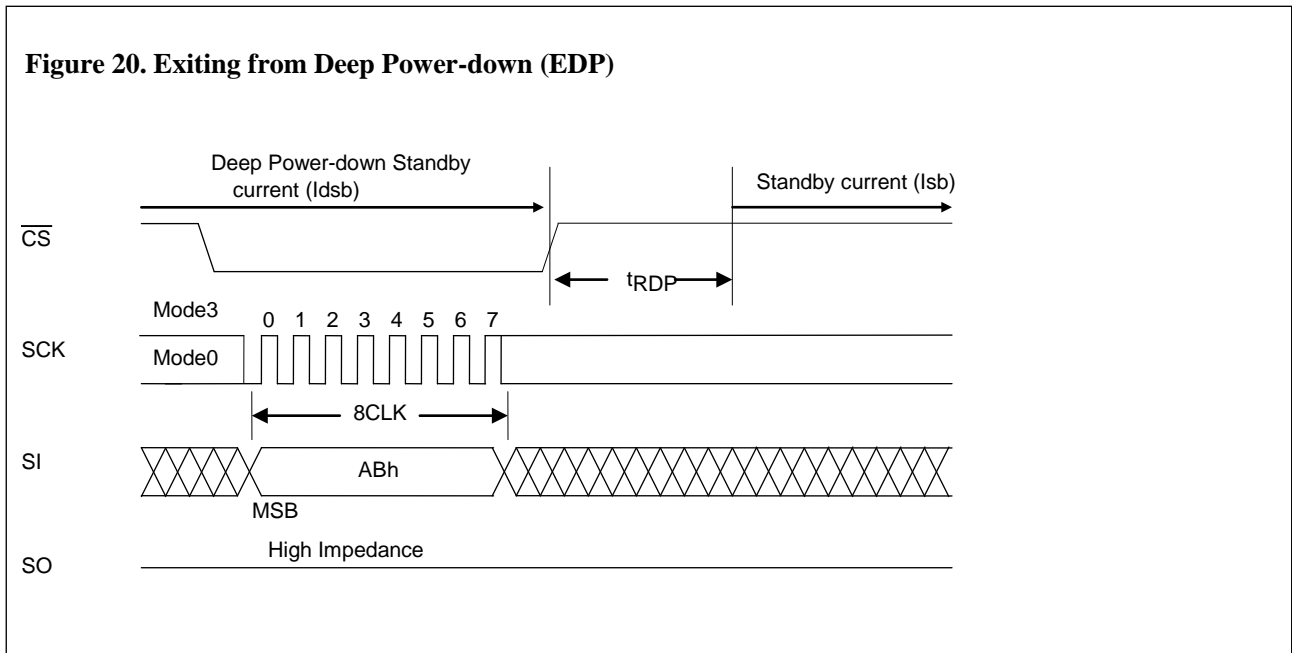 Figure 20. Exiting from Deep Power-down (EDP)
Deep Power-down Standby
current (Idsb)
Standby current (Isb)
CS
tRDP
Mode3
0 1 2 3 4 5 6 7
SCK
Mode0
8CLK
SI
ABh
MSB
High Impedance
SO